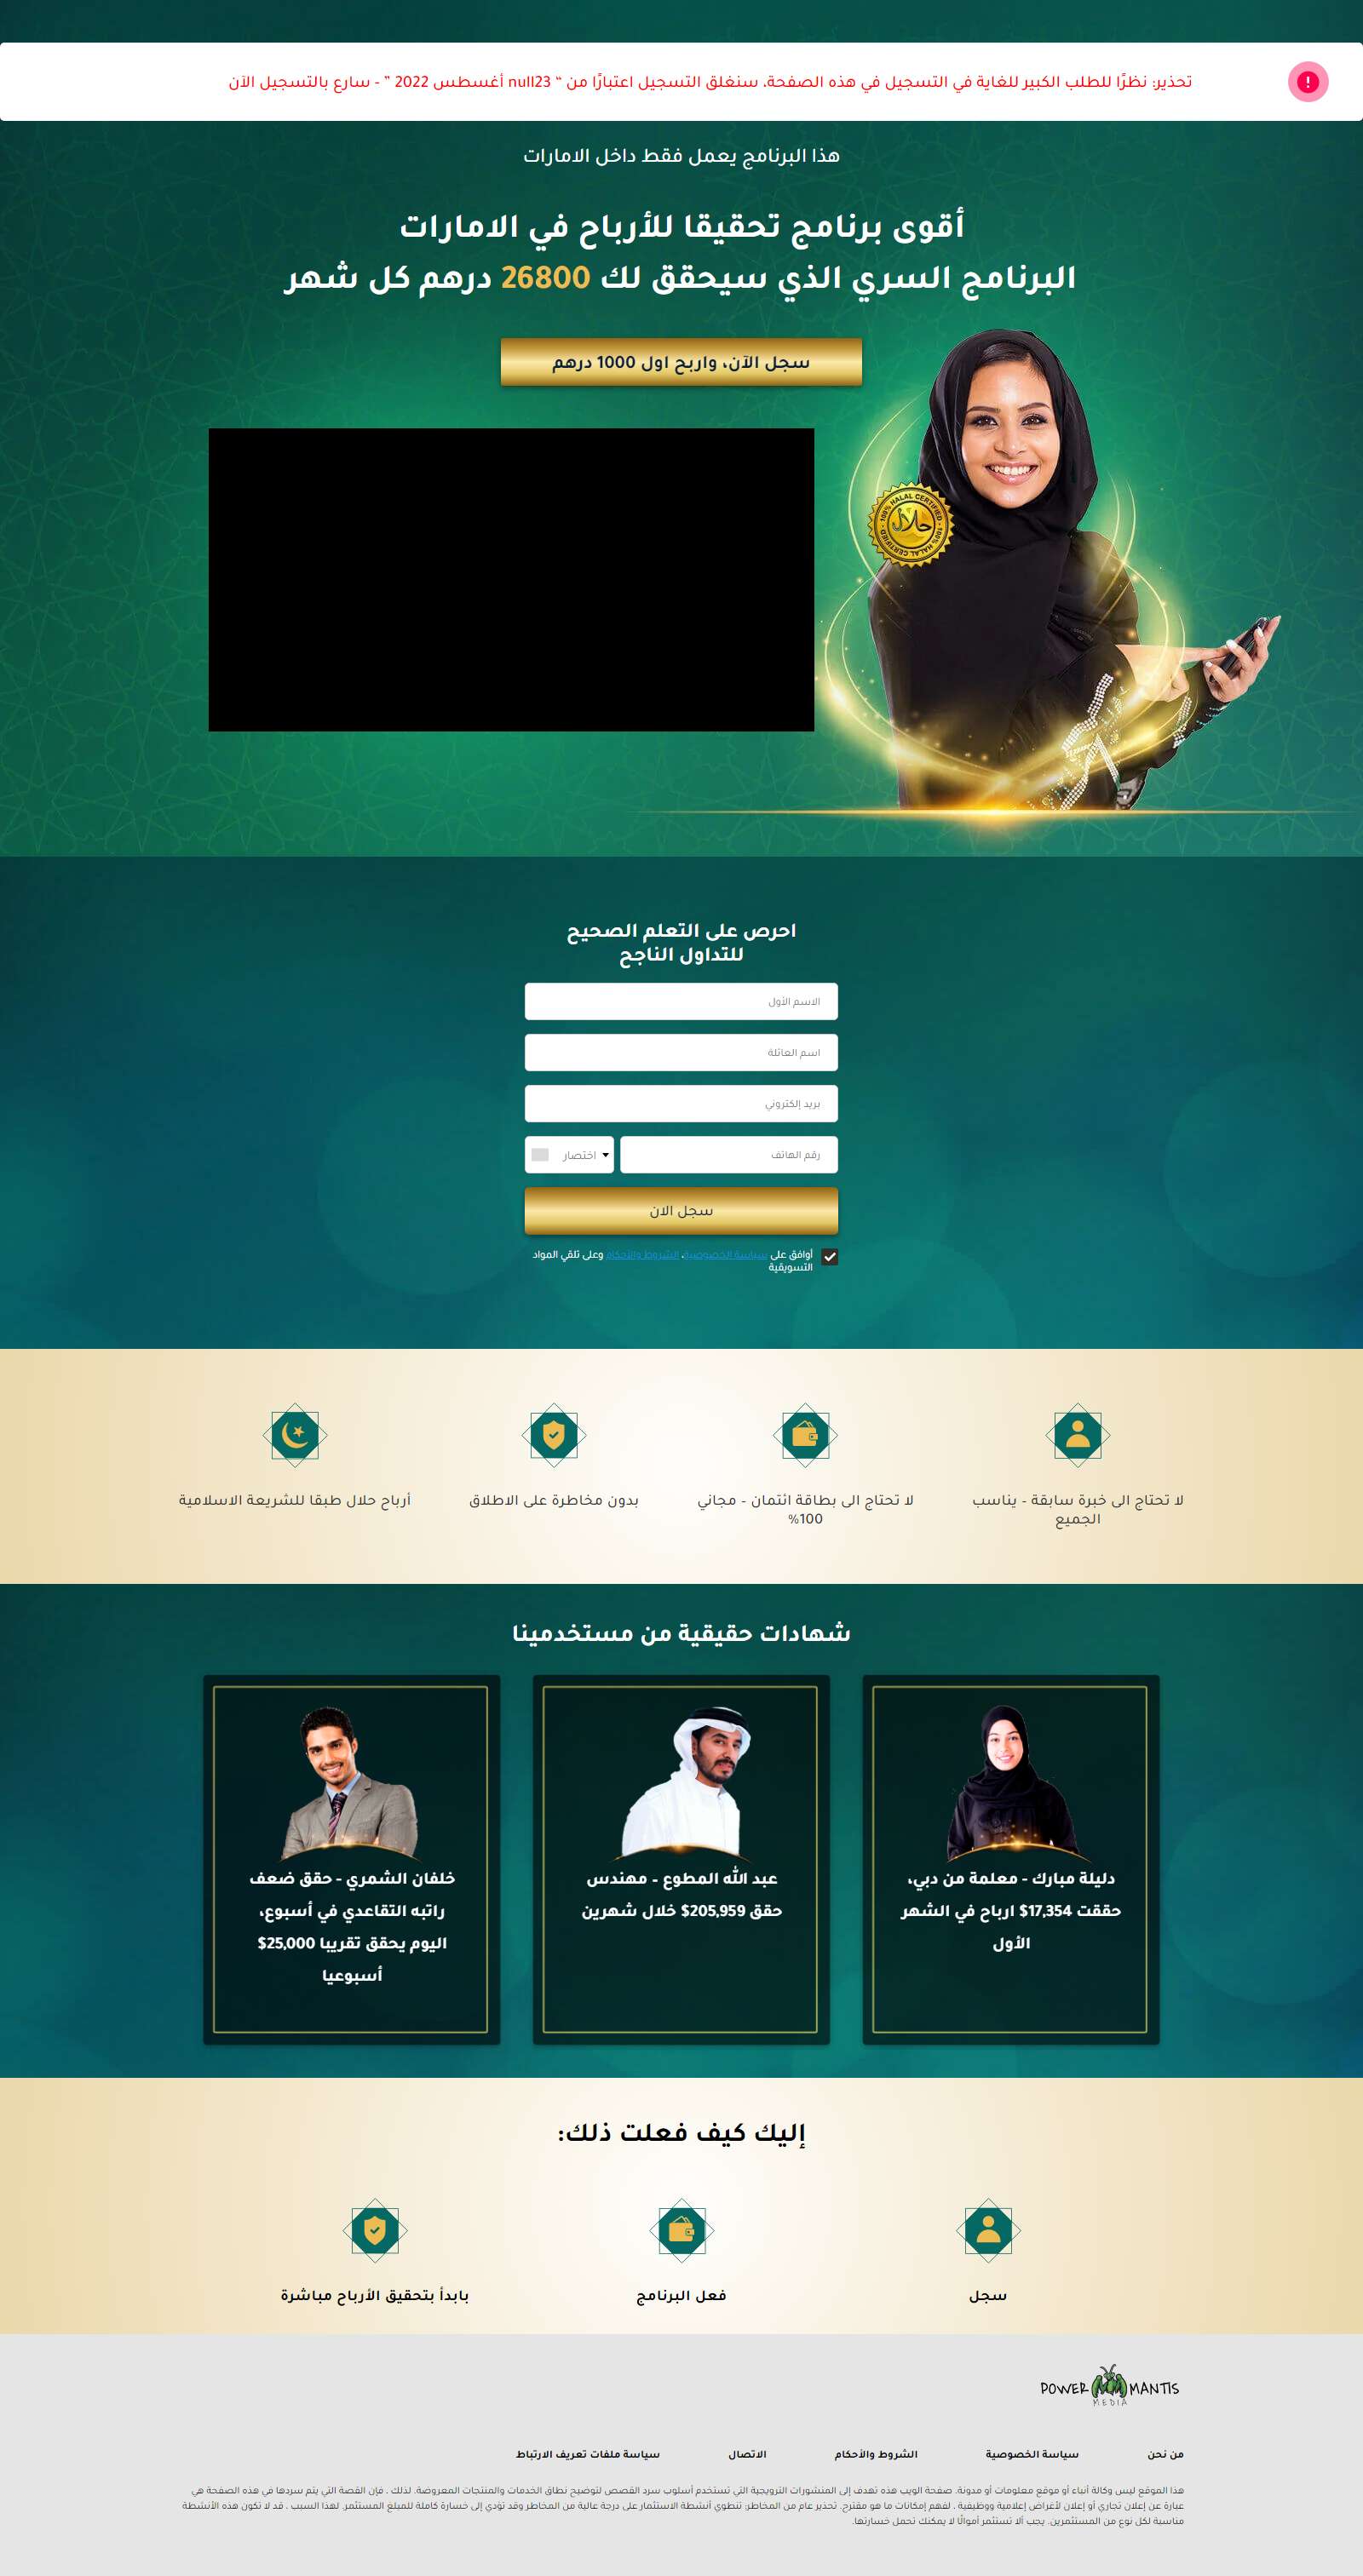 تحذير: نظرًا للطلب الكبير للغاية في التسجيل في هذه الصفحة، سنغلق التسجيل اعتبارًا من “ null23 أغسطس 2022 ” - سارع بالتسجيل الآن
هذا البرنامج يعمل فقط داخل الامارات
أقوى برنامج تحقيقا للأرباح في الامارات
البرنامج السري الذي سيحقق لك 26800 درهم كل شهر
سجل الآن، واربح اول 1000 درهم
100% HALAL CERTIFIED
حلال
100% HALAL CERTIFIED
احرص على التعلم الصحيح
للتداول الناجح
الاسم الأول
اسم العائلة
بريد إلكتروني
رقم الهاتف
اختصار
سجل الان
أوافق على سياسة الخصوصية، الشروط والأحكام وعلى تلقي المواد
التسويقية
لا تحتاج الى خبرة سابقة - يناسب
الجميع
لا تحتاج الى بطاقة ائتمان - مجاني
100%
بدون مخاطرة على الاطلاق
أرباح حلال طبقا للشريعة الاسلامية
شهادات حقيقية من مستخدمينا
دليلة مبارك - معلمة من دبي،
حققت 17,354$ ارباح في الشهر
الأول
عبد الله المطوع - مهندس
حقق 205,959$ خلال شهرين
خلفان الشمري - حقق ضعف
راتبه التقاعدي في أسبوع،
اليوم يحقق تقريبا 25,000$
أسبوعيا
إليك كيف فعلت ذلك:
سجل
فعل البرنامج
بابدأ بتحقيق الأرباح مباشرة
POWER MANTIS
MEDIA
من نحن
سياسة الخصوصية
الشروط والأحكام
الاتصال
سياسة ملفات تعريف الارتباط
هذا الموقع ليس وكالة أنباء أو موقع معلومات أو مدونة. صفحة الويب هذه تهدف إلى المنشورات الترويجية التي تستخدم أسلوب سرد القصص لتوضيح نطاق الخدمات والمنتجات المعروضة. لذلك ، فإن القصة التي يتم سردها في هذه الصفحة هي
عبارة عن إعلان تجاري أو إعلان لأغراض إعلامية ووظيفية ، لفهم إمكانات ما هو مقترح. تحذير عام من المخاطر: تنطوي أنشطة الاستثمار على درجة عالية من المخاطر وقد تؤدي إلى خسارة كاملة للمبلغ المستثمر. لهذا السبب ، قد لا تكون هذه الأنشطة
مناسبة لكل نوع من المستثمرين. يجب ألا تستثمر أموالًا لا يمكنك تحمل خسارتها.